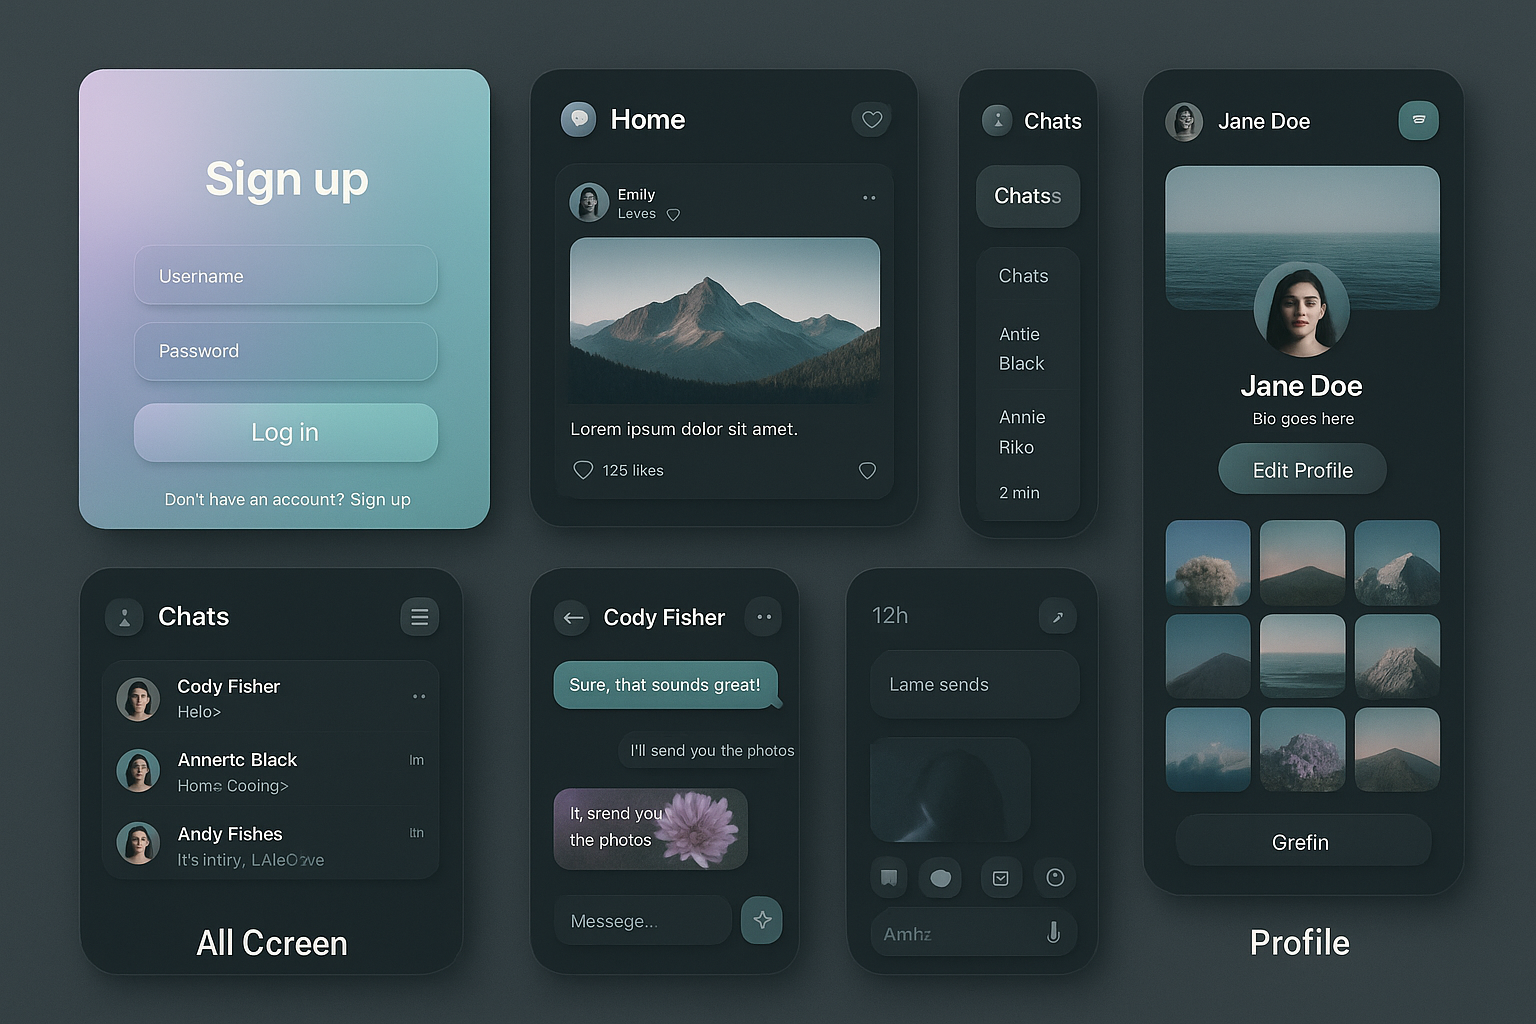 Sign up
Username
Password
Log in
Don't have an account? Sign up
Home
Emily
Leves
Lorem ipsum dolor sit amet.
125 likes
Chats
Chatss
Chats
Antie
Black
Annie
Riko
2 min
Jane Doe
Jane Doe
Bio goes here
Edit Profile
Grefin
Profile
Chats
Cody Fisher
Helo>
Annertc Black
lm
Home Cooing>
Andy Fishes
ltn
It's intiry,
All Ccreen
Cody Fisher
Sure, that sounds great!
I'll send you the photos
It, srend you
the photos
Messege...
12h
Lame sends
Amhz